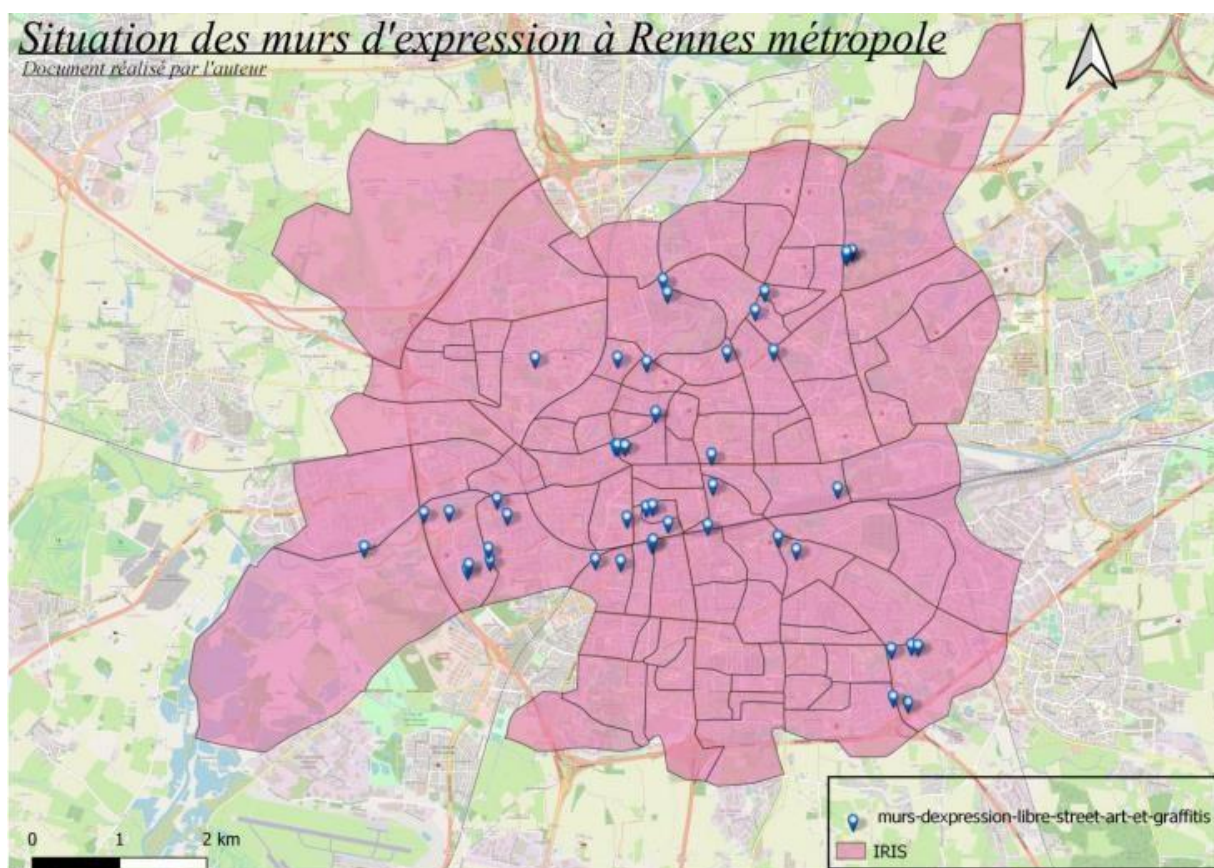 Situation des murs d'expression à Rennes métropole
Document réalisé par l'auteur
murs-dexpression-libre-street-art-et-graffitis
IRIS
0 1 2 km